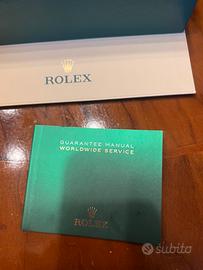 ROLEX
GUARANTEE MANUAL
WORLDWIDE SERVICE
ROLEX
subito